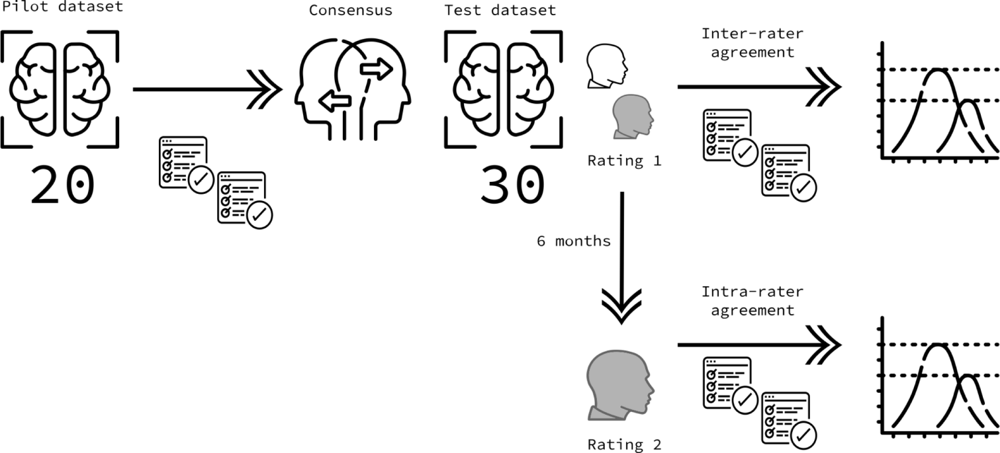 Pilot dataset
Consensus
Test dataset
20
30
Rating 1
Inter-rater
agreement
6 months
Intra-rater
agreement
Rating 2